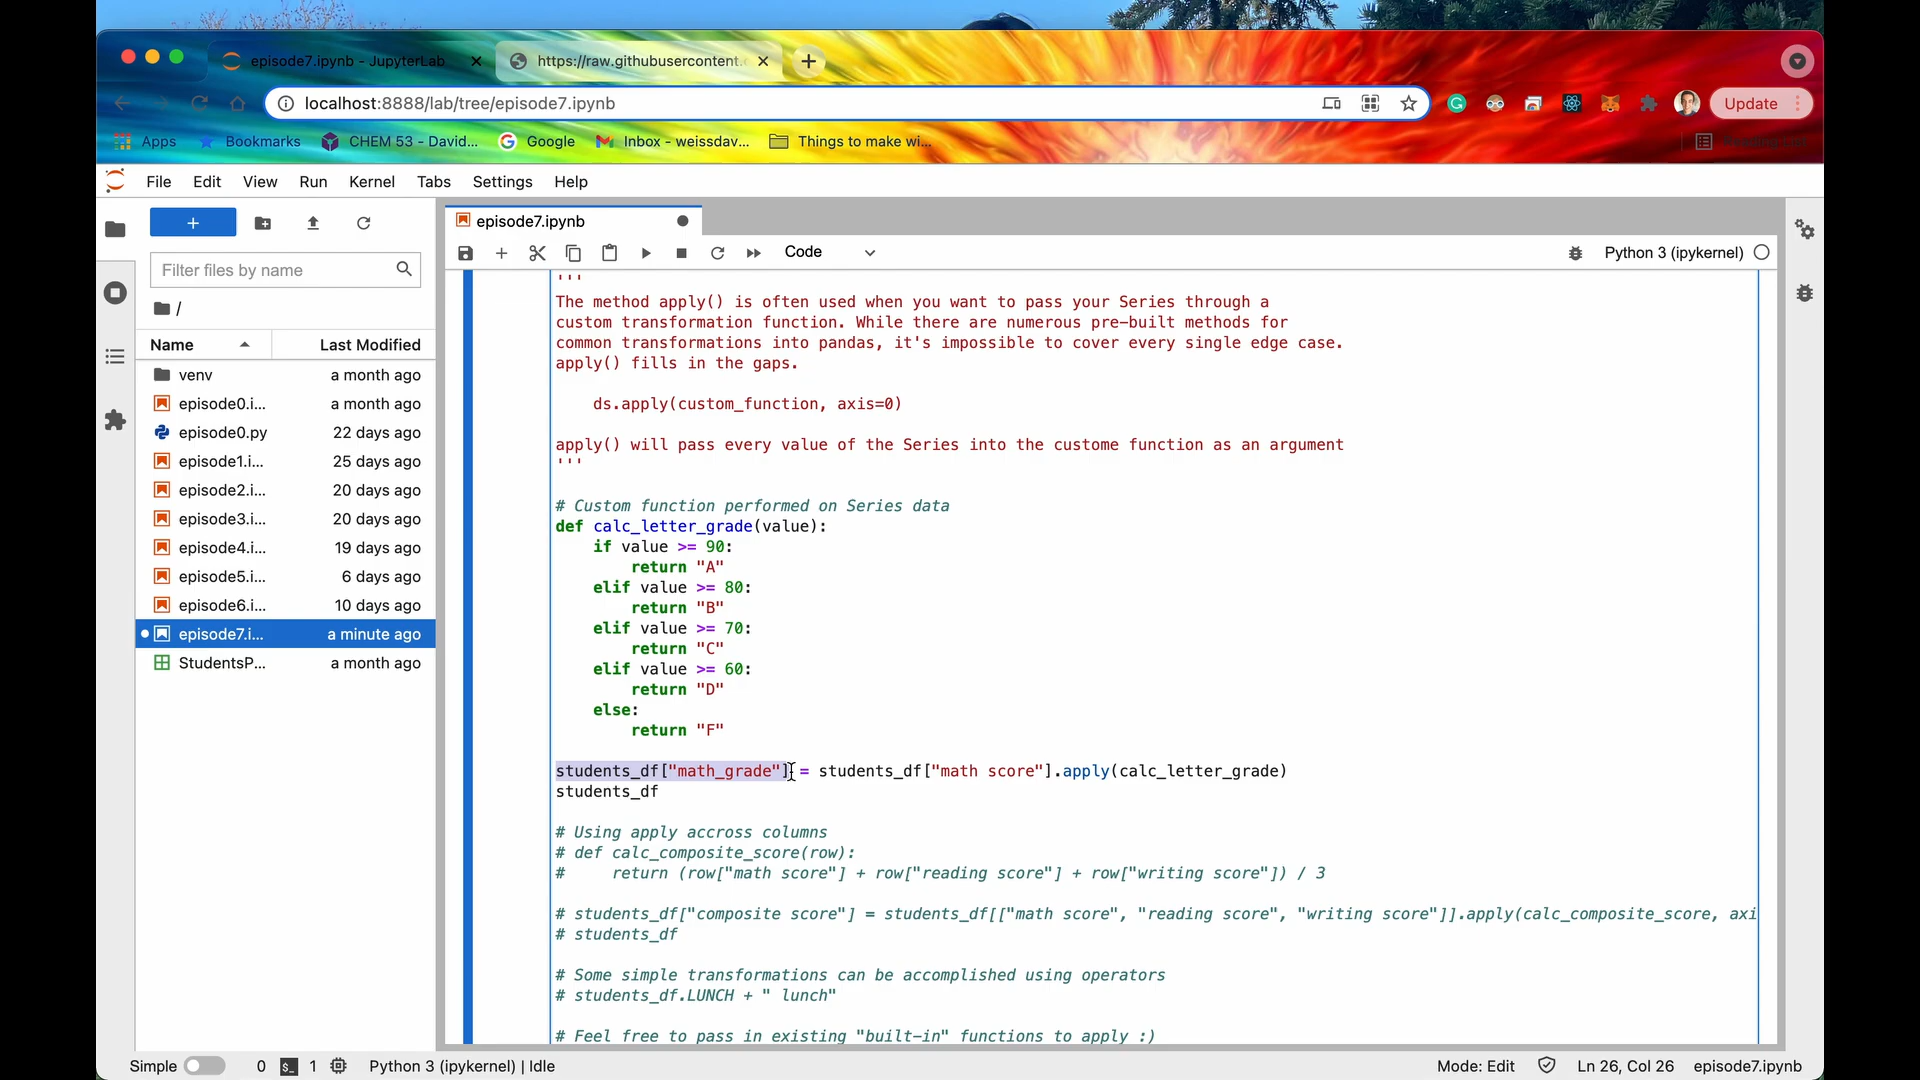 episode7.ipynb - JupyterLab
https://raw.githubusercontent.
localhost:8888/lab/tree/episode7.ipynb
Update
Apps
Bookmarks
CHEM 53 - David...
Google
Inbox - weissdav...
Things to make wi...
Reading List
File Edit View Run Kernel Tabs Settings Help
episode7.ipynb
Code
Python 3 (ipykernel)
Filter files by name
/
Name Last Modified
venv a month ago
episode0.i... a month ago
episode0.py 22 days ago
episode1.i... 25 days ago
episode2.i... 20 days ago
episode3.i... 20 days ago
episode4.i... 19 days ago
episode5.i... 6 days ago
episode6.i... 10 days ago
episode7.i... a minute ago
StudentsP... a month ago
'''
The method apply() is often used when you want to pass your Series through a
custom transformation function. While there are numerous pre-built methods for
common transformations into pandas, it's impossible to cover every single edge case.
apply() fills in the gaps.
ds.apply(custom_function, axis=0)
apply() will pass every value of the Series into the custome function as an argument
'''
# Custom function performed on Series data
def calc_letter_grade(value):
if value >= 90:
return "A"
elif value >= 80:
return "B"
elif value >= 70:
return "C"
elif value >= 60:
return "D"
else:
return "F"
students_df["math_grade"] = students_df["math score"].apply(calc_letter_grade)
students_df
# Using apply accross columns
# def calc_composite_score(row):
#     return (row["math score"] + row["reading score"] + row["writing score"]) / 3
# students_df["composite score"] = students_df[["math score", "reading score", "writing score"]].apply(calc_composite_score, axi
# students_df
# Some simple transformations can be accomplished using operators
# students_df.LUNCH + " lunch"
# Feel free to pass in existing "built-in" functions to apply :)
Simple 0 1 Python 3 (ipykernel) | Idle
Mode: Edit Ln 26, Col 26 episode7.ipynb